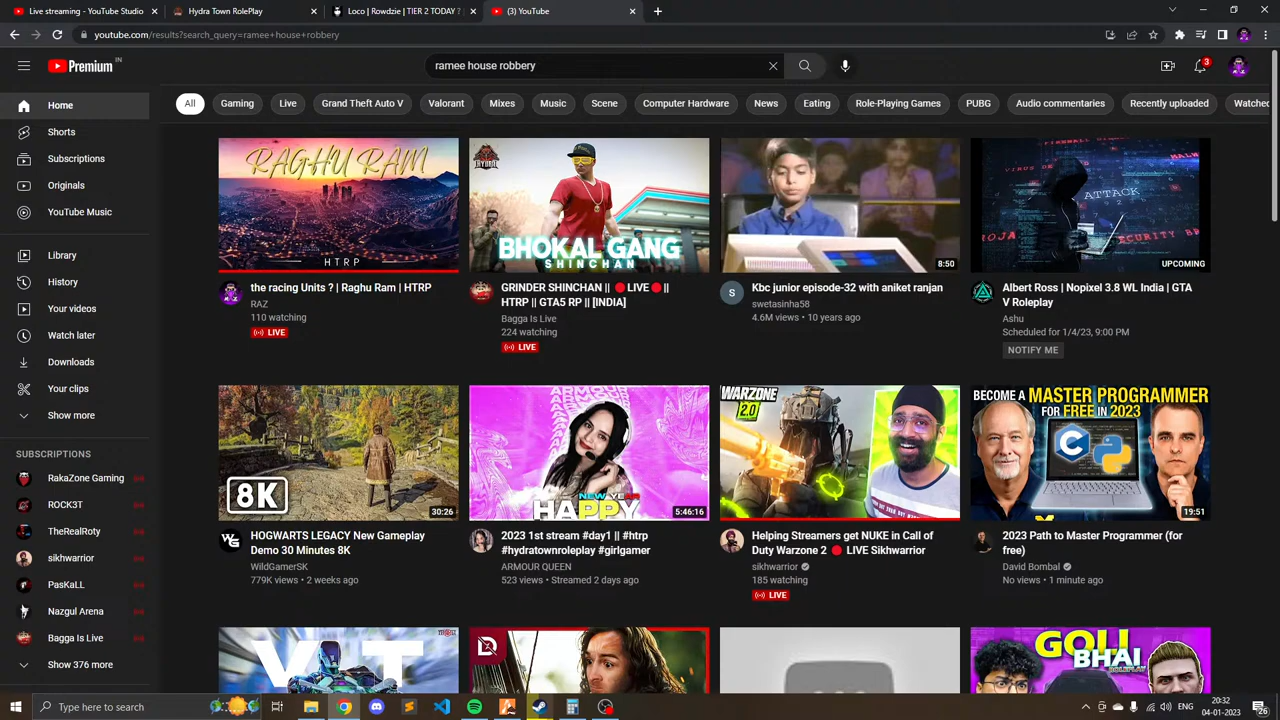 Live streaming - YouTube Studio
Hydra Town RolePlay
Loco | Rowdzie | TIER 2 TODAY ?
(3) YouTube
youtube.com/results?search_query=ramee+house+robbery
Premium IN
ramee house robbery
3
All
Gaming
Live
Grand Theft Auto V
Valorant
Mixes
Music
Scene
Computer Hardware
News
Eating
Role-Playing Games
PUBG
Audio commentaries
Recently uploaded
Watched
Home
Shorts
Subscriptions
Originals
YouTube Music
Library
History
Your videos
Watch later
Downloads
Your clips
Show more
SUBSCRIPTIONS
RakaZone Gaming
ROCK3T
TheRealRoty
sikhwarrior
PasKaLL
Nazgul Arena
Bagga Is Live
Show 376 more
RAGHU RAM
HTRP
the racing Units ? | Raghu Ram | HTRP
RAZ
110 watching
LIVE
BHOKAL GANG
SHINCHAN
GRINDER SHINCHAN || 🔴LIVE🔴||
HTRP || GTA5 RP || [INDIA]
Bagga Is Live
224 watching
LIVE
8:50
S
Kbc junior episode-32 with aniket ranjan
swetasinha58
4.6M views • 10 years ago
ATTACK
UPCOMING
Albert Ross | Nopixel 3.8 WL India | GTA
V Roleplay
Ashu
Scheduled for 1/4/23, 9:00 PM
NOTIFY ME
8K
30:26
WG
HOGWARTS LEGACY New Gameplay
Demo 30 Minutes 8K
WildGamerSK
779K views • 2 weeks ago
ARMOUR
NEW YEAR
HAPPY
5:46:16
2023 1st stream #day1 || #htrp
#hydratownroleplay #girlgamer
ARMOUR QUEEN
523 views • Streamed 2 days ago
WARZONE
2.0
Helping Streamers get NUKE in Call of
Duty Warzone 2 🔴 LIVE Sikhwarrior
sikhwarrior
185 watching
LIVE
BECOME A MASTER PROGRAMMER
FOR FREE IN 2023
19:51
2023 Path to Master Programmer (for
free)
David Bombal
No views • 1 minute ago
D
GOLI
BHAI
ROLEPLAY
Type here to search
ENG
20:32
04-01-2023
26